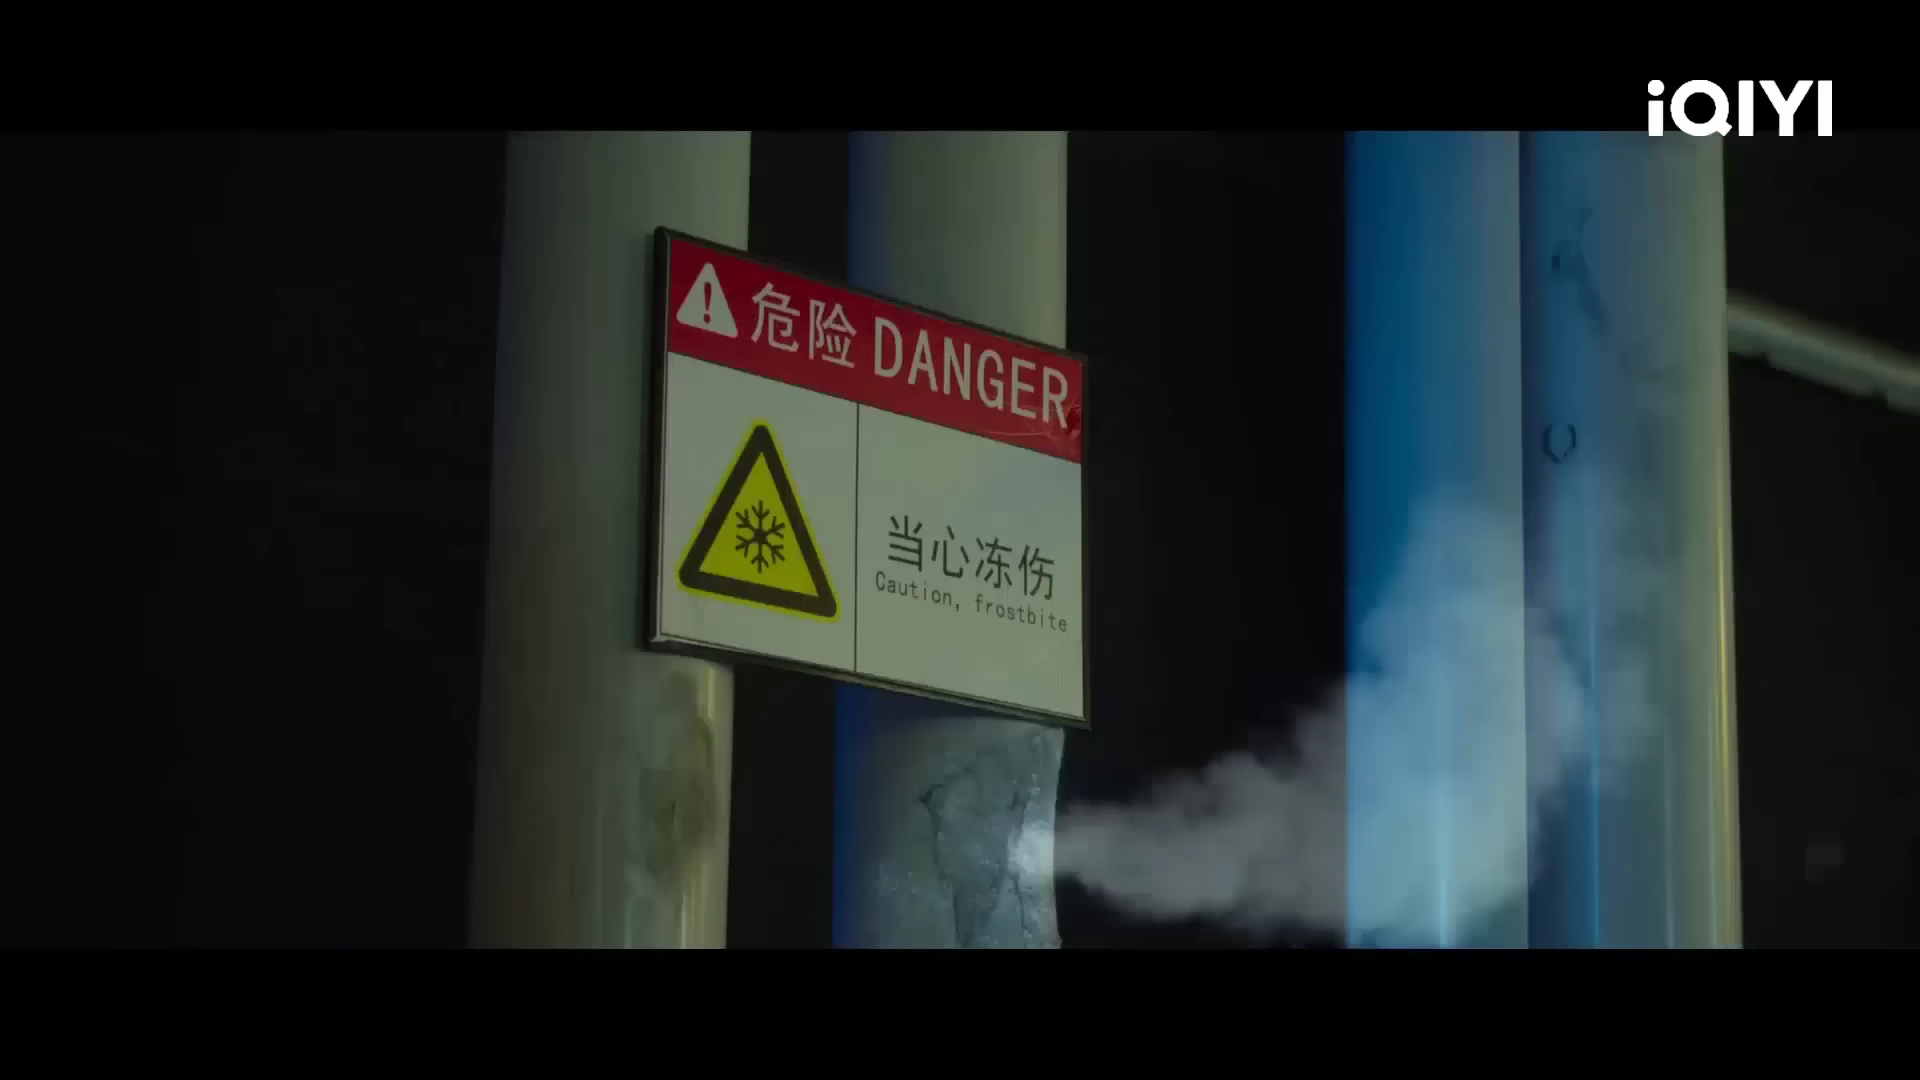 iQIYI
危险 DANGER
当心冻伤
Caution, frostbite